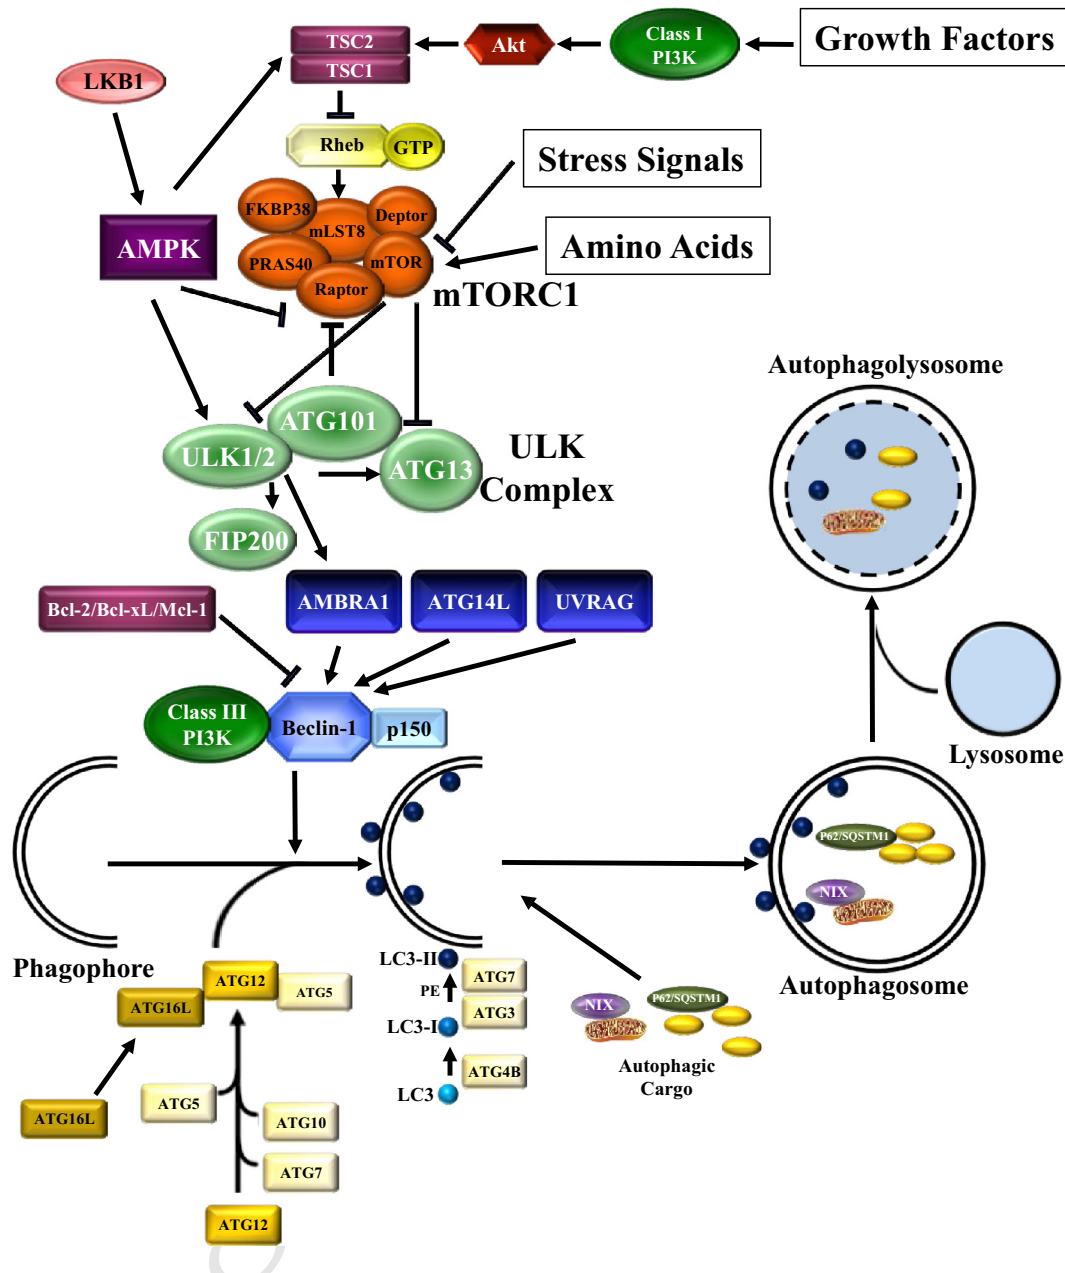 TSC2
TSC1
Akt
Class I
PI3K
Growth Factors
LKB1
Rheb
GTP
Stress Signals
FKBP38
Deptor
mLST8
AMPK
PRAS40
mTOR
Amino Acids
Raptor
mTORC1
Autophagolysosome
ATG101
ULK1/2
ATG13
ULK
Complex
FIP200
Bcl-2/Bcl-xL/Mcl-1
AMBRA1
ATG14L
UVRAG
Class III
PI3K
Beclin-1
p150
Lysosome
P62/SQSTM1
NIX
Phagophore
Autophagosome
LC3-II
ATG7
PE
ATG3
LC3-I
ATG4B
LC3
ATG12
ATG5
ATG16L
NIX
P62/SQSTM1
Autophagic
Cargo
ATG5
ATG16L
ATG10
ATG7
ATG12